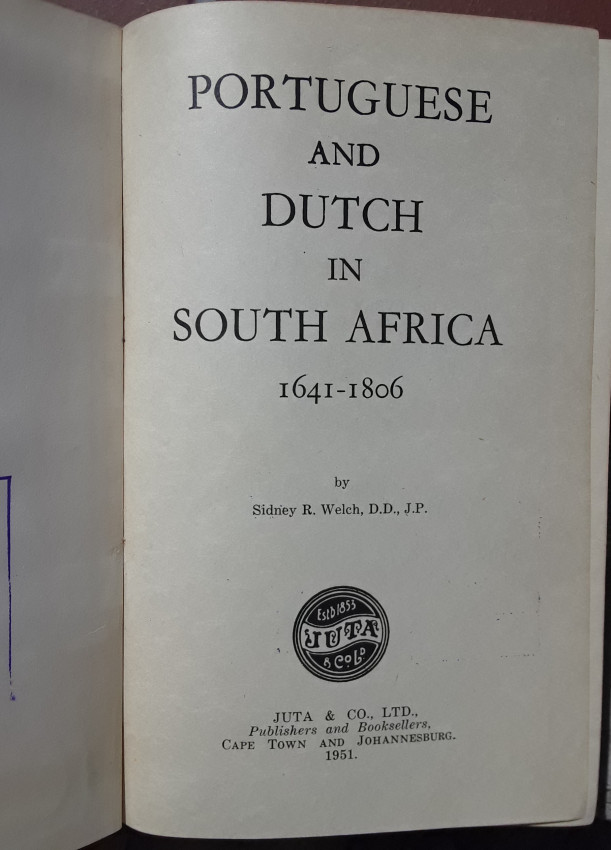 PORTUGUESE
AND
DUTCH
IN
SOUTH AFRICA
1641-1806
by
Sidney R. Welch, D.D., J.P.
Estd 1853
JUTA
& Co Ld
JUTA & CO., LTD.,
Publishers and Booksellers,
CAPE TOWN AND JOHANNESBURG.
1951.